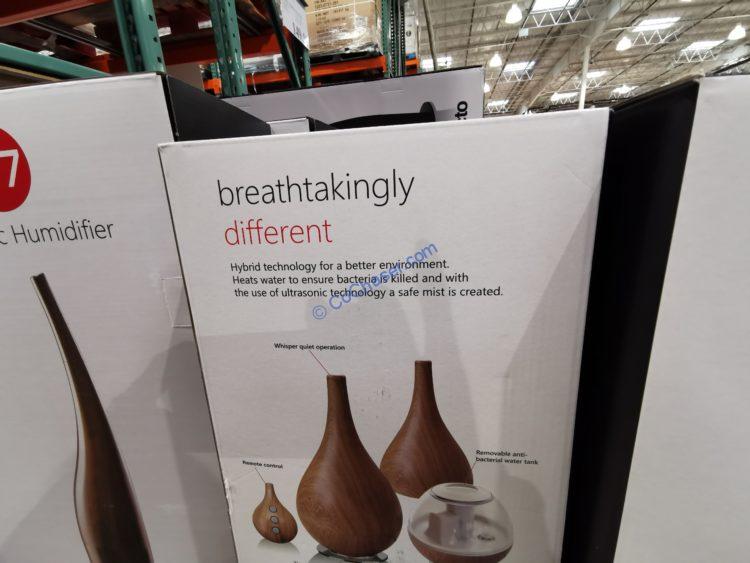 7
c Humidifier
cto
breathtakingly
different
Hybrid technology for a better environment.
Heats water to ensure bacteria is killed and with
the use of ultrasonic technology a safe mist is created.
© CoChaser.com
Whisper quiet operation
Remote control
Removable anti-
bacterial water tank